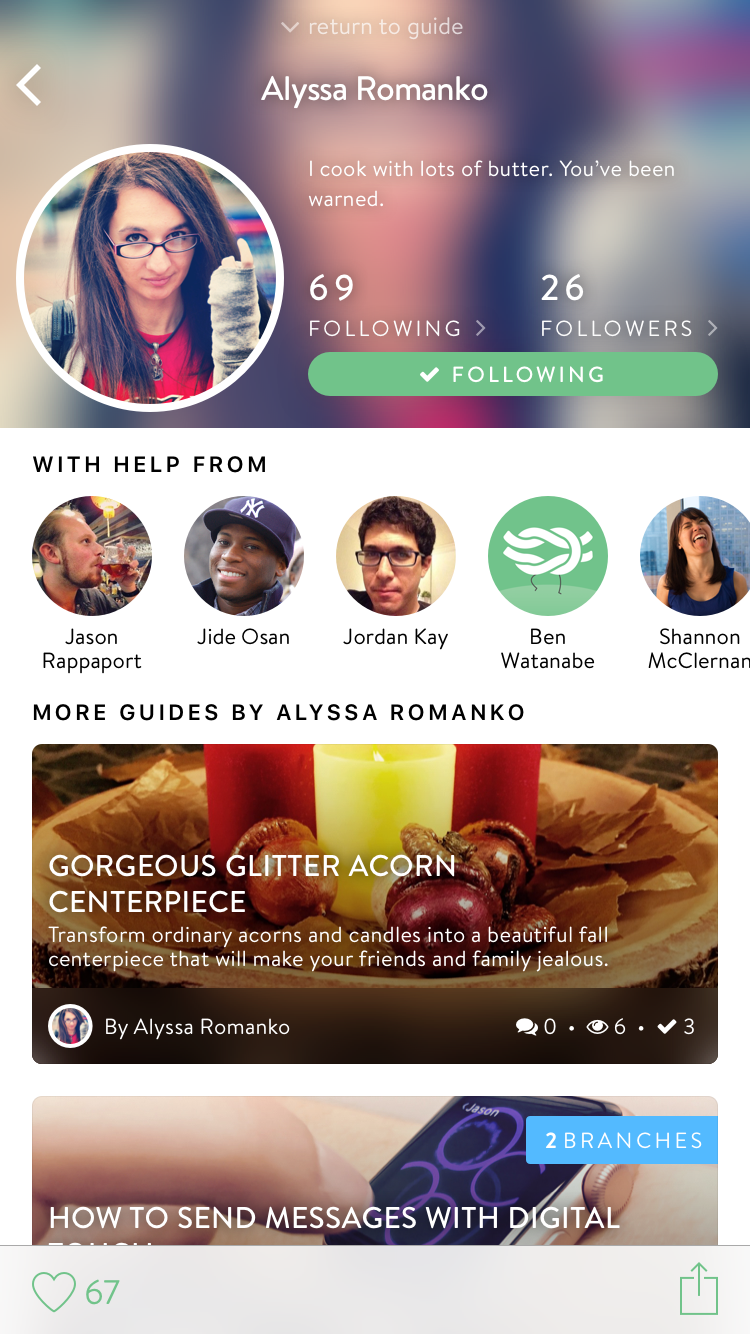 return to guide
Alyssa Romanko
I cook with lots of butter. You’ve been
warned.
69
26
FOLLOWING
FOLLOWERS
FOLLOWING
WITH HELP FROM
Jason
Rappaport
Jide Osan
Jordan Kay
Ben
Watanabe
Shannon
McClernan
MORE GUIDES BY ALYSSA ROMANKO
GORGEOUS GLITTER ACORN
CENTERPIECE
Transform ordinary acorns and candles into a beautiful fall
centerpiece that will make your friends and family jealous.
By Alyssa Romanko
0 • 6 • 3
‹Jason
2 BRANCHES
HOW TO SEND MESSAGES WITH DIGITAL
67